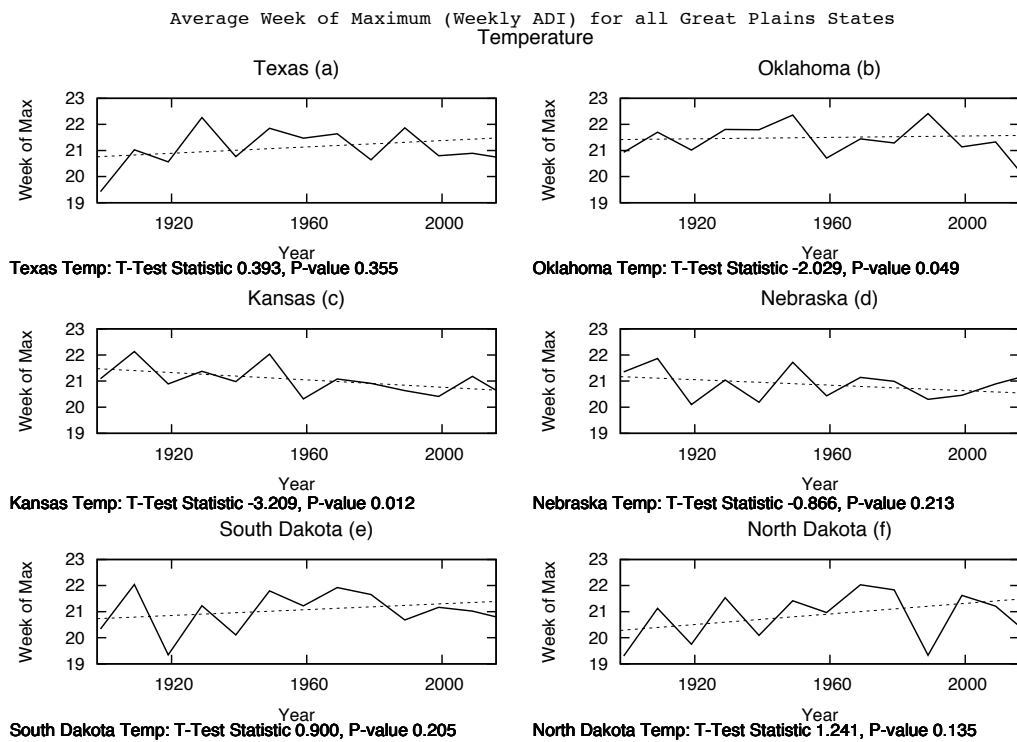 Average Week of Maximum (Weekly ADI) for all Great Plains States
Temperature
Texas (a)
Week of Max
23
22
21
20
19
1920 1960 2000
Year
Texas Temp: T-Test Statistic 0.393, P-value 0.355
Oklahoma (b)
Week of Max
23
22
21
20
19
1920 1960 2000
Year
Oklahoma Temp: T-Test Statistic -2.029, P-value 0.049
Kansas (c)
Week of Max
23
22
21
20
19
1920 1960 2000
Year
Kansas Temp: T-Test Statistic -3.209, P-value 0.012
Nebraska (d)
Week of Max
23
22
21
20
19
1920 1960 2000
Year
Nebraska Temp: T-Test Statistic -0.866, P-value 0.213
South Dakota (e)
Week of Max
23
22
21
20
19
1920 1960 2000
Year
South Dakota Temp: T-Test Statistic 0.900, P-value 0.205
North Dakota (f)
Week of Max
23
22
21
20
19
1920 1960 2000
Year
North Dakota Temp: T-Test Statistic 1.241, P-value 0.135